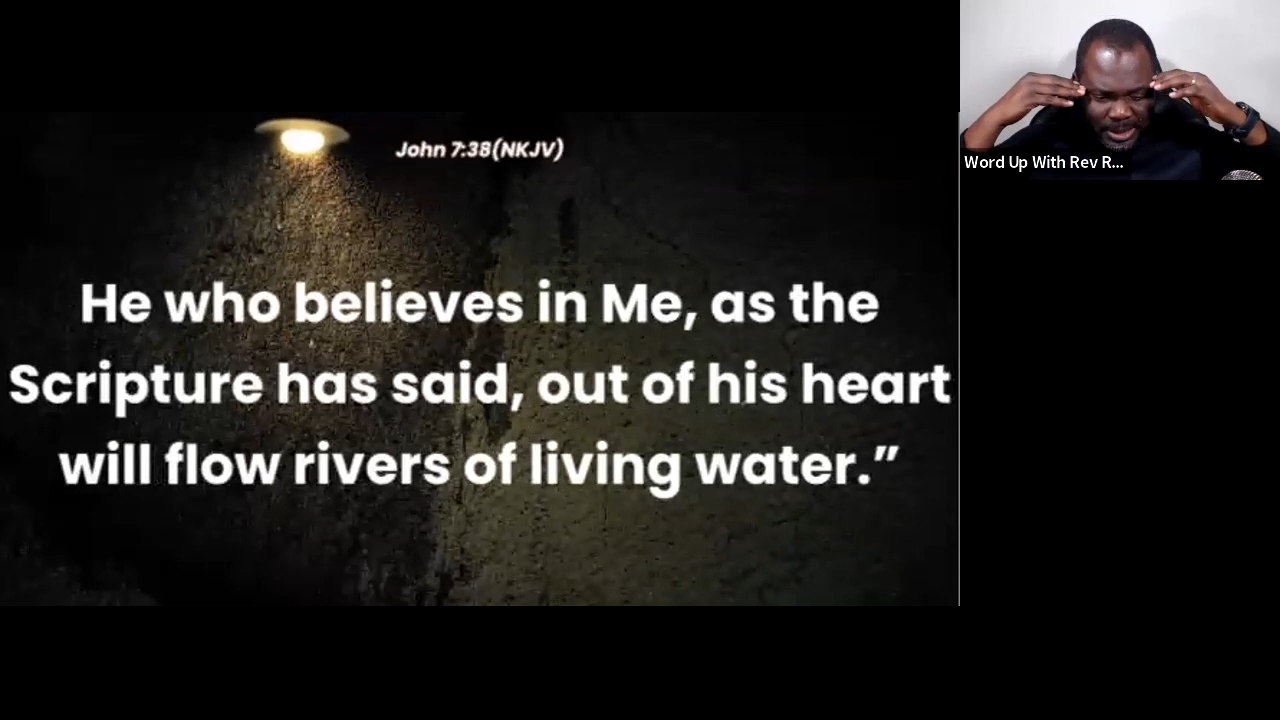 John 7:38(NKJV)
He who believes in Me, as the
Scripture has said, out of his heart
will flow rivers of living water.”
Word Up With Rev R...